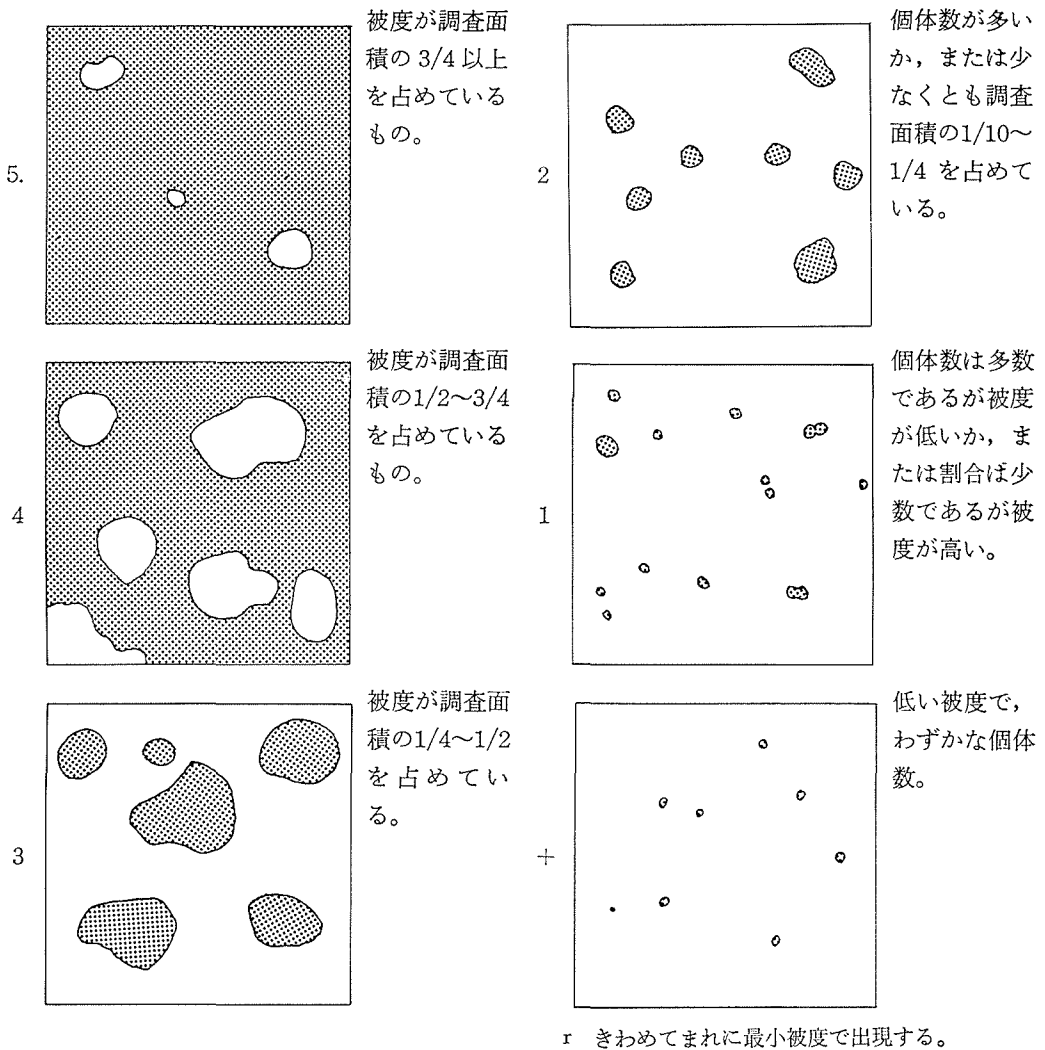 5.
被度が調査面
積の 3/4 以上
を占めている
もの。
4
被度が調査面
積の1/2〜3/4
を占めている
もの。
3
被度が調査面
積の1/4〜1/2
を占めてい
る。
2
個体数が多い
か，または少
なくとも調査
面積の1/10〜
1/4 を占めて
いる。
1
個体数は多数
であるが被度
が低いか，ま
たは割合ば少
数であるが被
度が高い。
+
低い被度で，
わずかな個体
数。
r きわめてまれに最小被度で出現する。